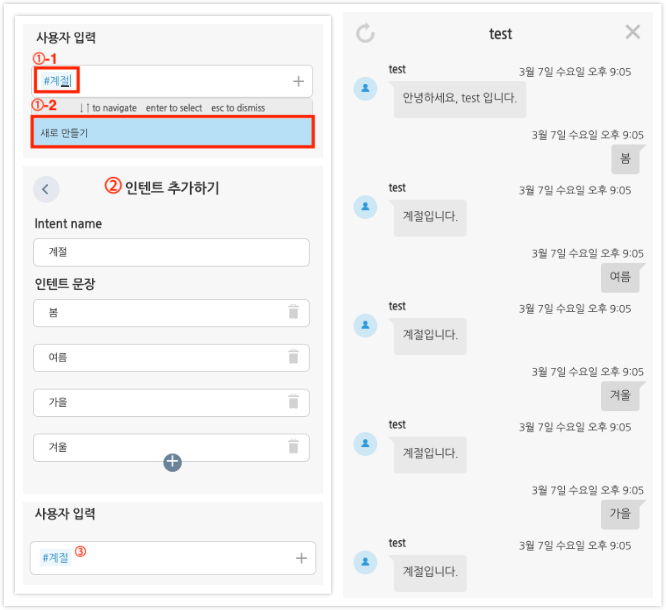 사용자 입력
①-1
#계절
①-2
↓↑ to navigate enter to select esc to dismiss
새로 만들기
② 인텐트 추가하기
Intent name
계절
인텐트 문장
봄
여름
가을
겨울
사용자 입력
#계절 ③
test
test
3월 7일 수요일 오후 9:05
안녕하세요, test 입니다.
3월 7일 수요일 오후 9:05
봄
test
3월 7일 수요일 오후 9:05
계절입니다.
3월 7일 수요일 오후 9:05
여름
test
3월 7일 수요일 오후 9:05
계절입니다.
3월 7일 수요일 오후 9:05
겨울
test
3월 7일 수요일 오후 9:05
계절입니다.
3월 7일 수요일 오후 9:05
가을
test
3월 7일 수요일 오후 9:05
계절입니다.